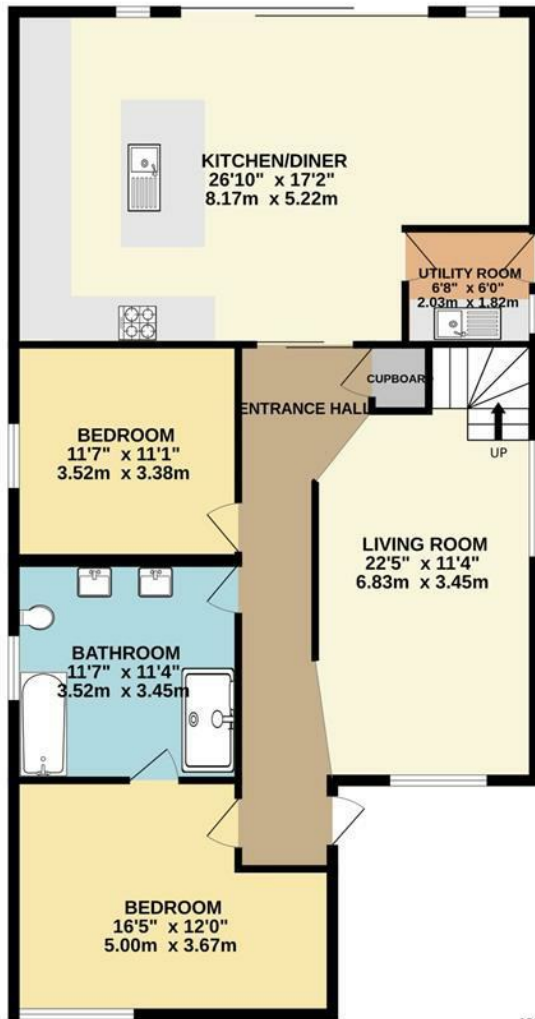 KITCHEN/DINER
26'10" x 17'2"
8.17m x 5.22m
UTILITY ROOM
6'8" x 6'0"
2.03m x 1.82m
CUPBOARD
ENTRANCE HALL
UP
BEDROOM
11'7" x 11'1"
3.52m x 3.38m
LIVING ROOM
22'5" x 11'4"
6.83m x 3.45m
BATHROOM
11'7" x 11'4"
3.52m x 3.45m
BEDROOM
16'5" x 12'0"
5.00m x 3.67m